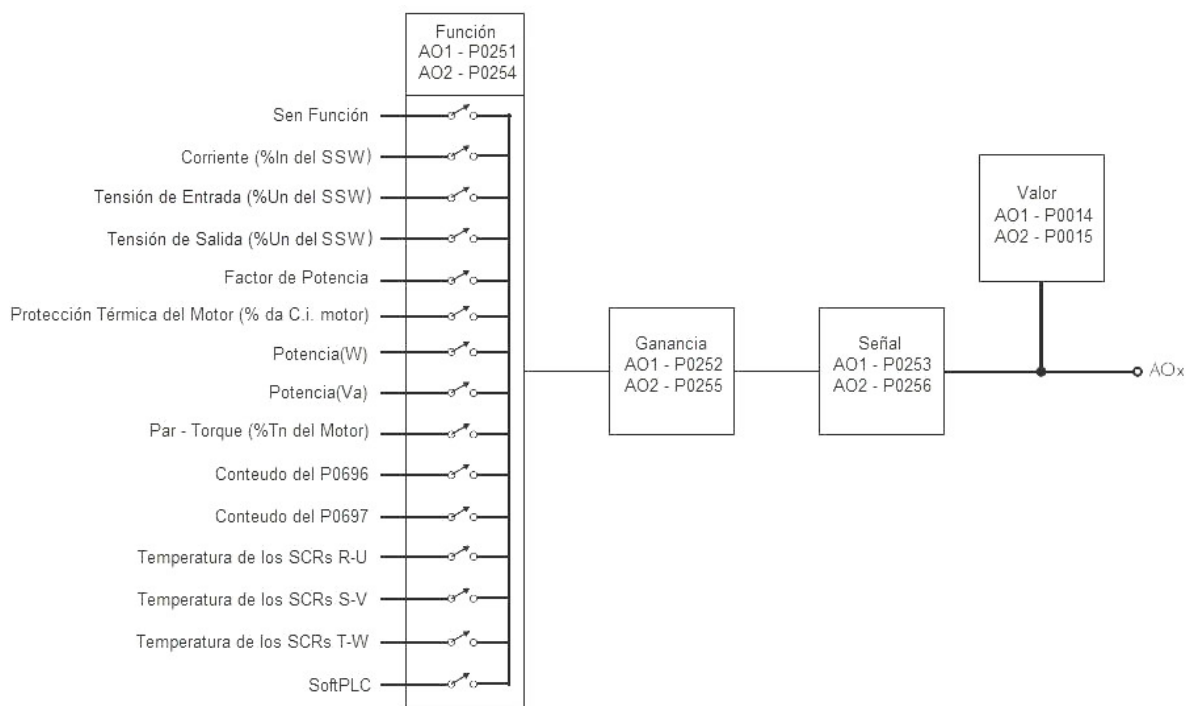 Función
AO1 - P0251
AO2 - P0254
Sen Función
Corriente (%In del SSW)
Tensión de Entrada (%Un del SSW)
Tensión de Salida (%Un del SSW)
Factor de Potencia
Protección Térmica del Motor (% da C.i. motor)
Potencia(W)
Potencia(Va)
Par - Torque (%Tn del Motor)
Conteudo del P0696
Conteudo del P0697
Temperatura de los SCRs R-U
Temperatura de los SCRs S-V
Temperatura de los SCRs T-W
SoftPLC
Ganancia
AO1 - P0252
AO2 - P0255
Señal
AO1 - P0253
AO2 - P0256
Valor
AO1 - P0014
AO2 - P0015
AOx